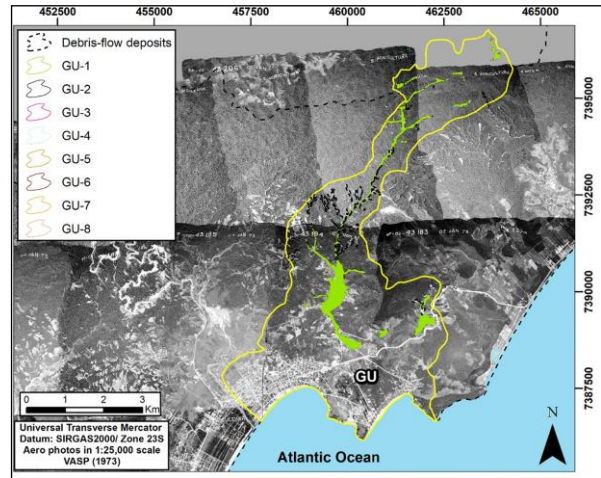 452500 455000 457500 460000 462500 465000
Debris-flow deposits
GU-1
GU-2
GU-3
GU-4
GU-5
GU-6
GU-7
GU-8
7395000
7392500
7390000
7387500
GU
0 1 2 3
Km
Universal Transverse Mercator
Datum: SIRGAS2000/ Zone 23S
Aero photos in 1:25,000 scale
VASP (1973)
Atlantic Ocean
N